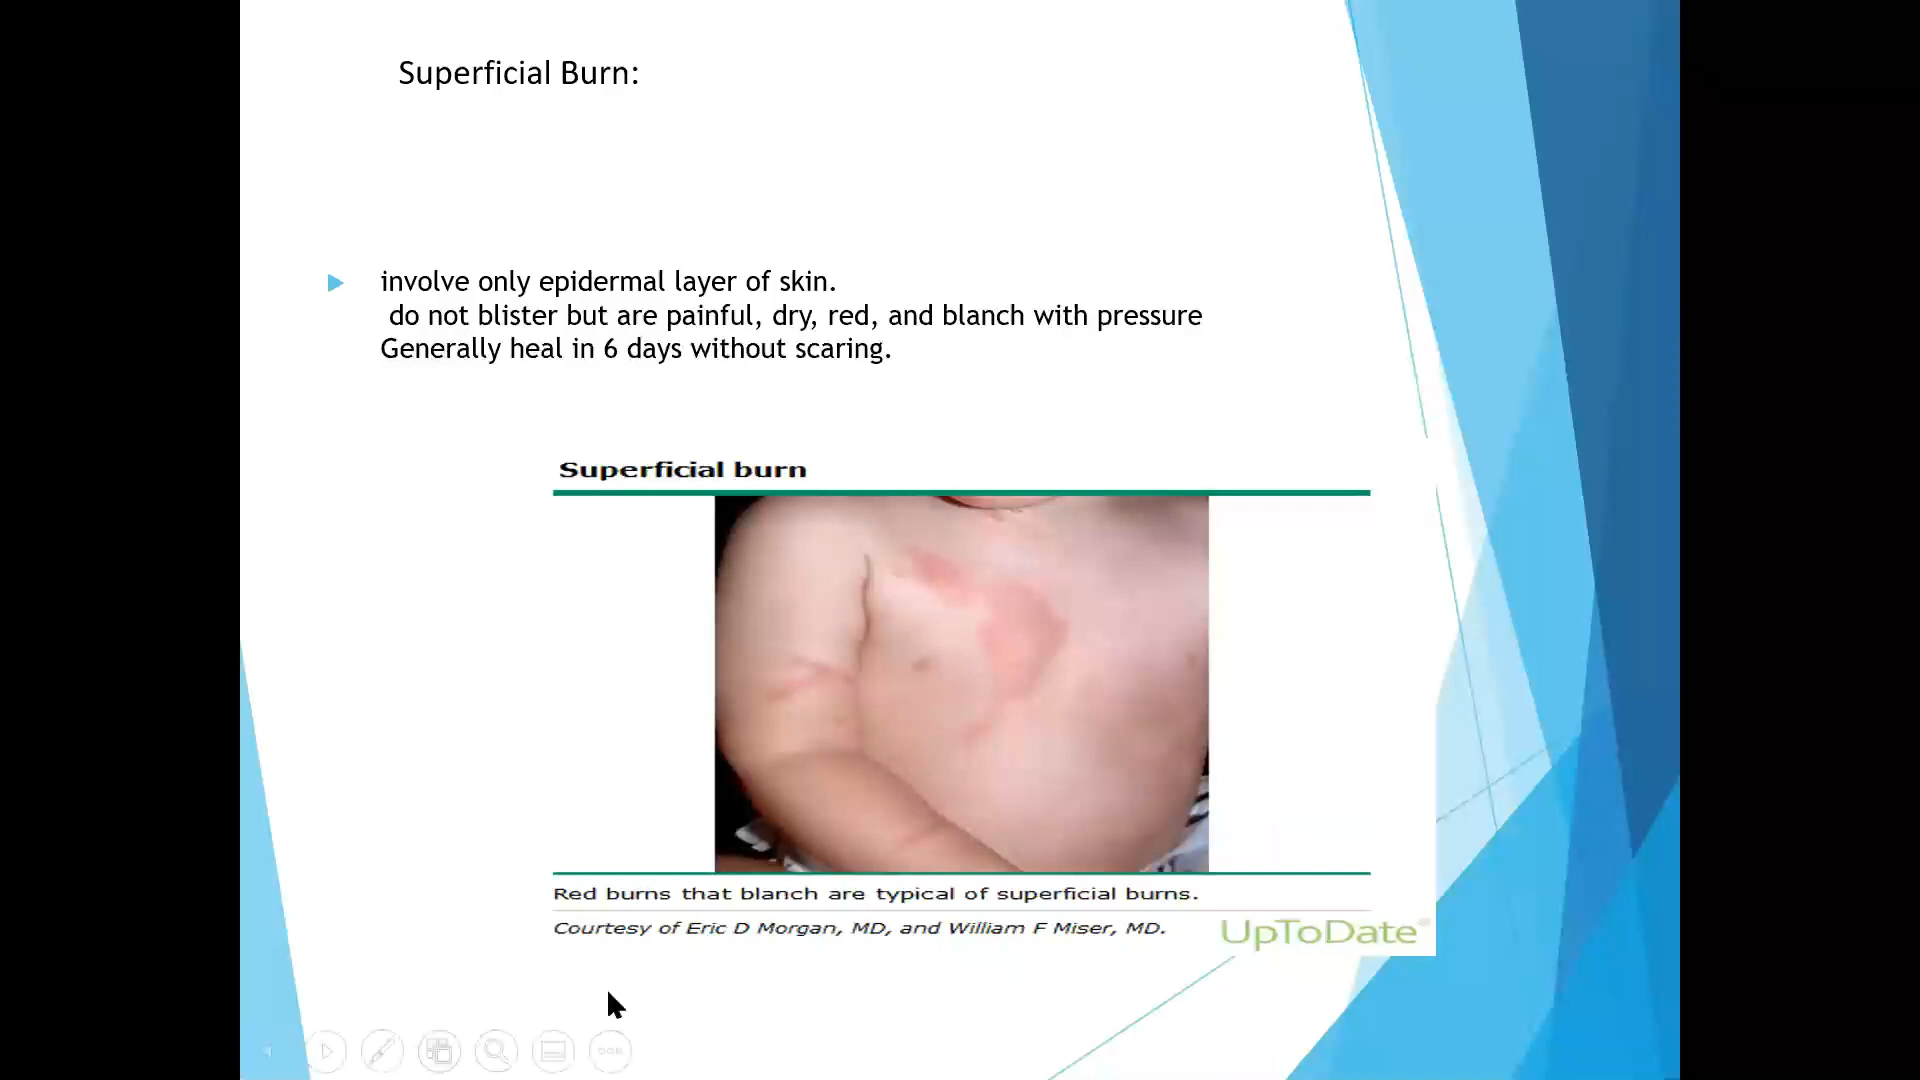 Superficial Burn:
involve only epidermal layer of skin.
do not blister but are painful, dry, red, and blanch with pressure
Generally heal in 6 days without scaring.
Superficial burn
Red burns that blanch are typical of superficial burns.
Courtesy of Eric D Morgan, MD, and William F Miser, MD.
UpToDate®